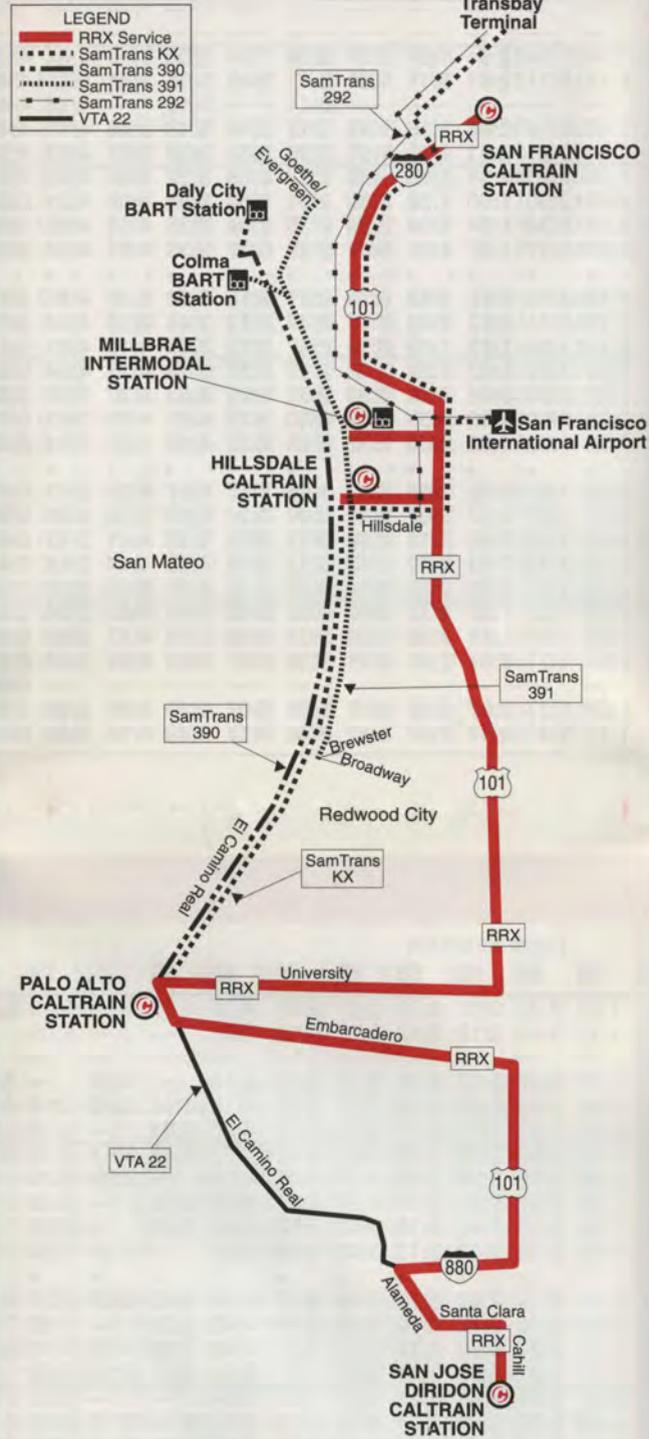 LEGEND
RRX Service
SamTrans KX
SamTrans 390
SamTrans 391
SamTrans 292
VTA 22
Transbay
Terminal
SamTrans
292
RRX
SAN FRANCISCO
CALTRAIN
STATION
280
Goethe/
Evergreen
Daly City
BART Station
Colma
BART
Station
101
MILLBRAE
INTERMODAL
STATION
San Francisco
International Airport
HILLSDALE
CALTRAIN
STATION
Hillsdale
San Mateo
RRX
SamTrans
391
SamTrans
390
Brewster
Broadway
101
Redwood City
El Camino Real
SamTrans
KX
RRX
University
RRX
PALO ALTO
CALTRAIN
STATION
Embarcadero
RRX
VTA 22
El Camino Real
101
880
Alameda
Santa Clara
RRX
Cahill
SAN JOSE
DIRIDON
CALTRAIN
STATION